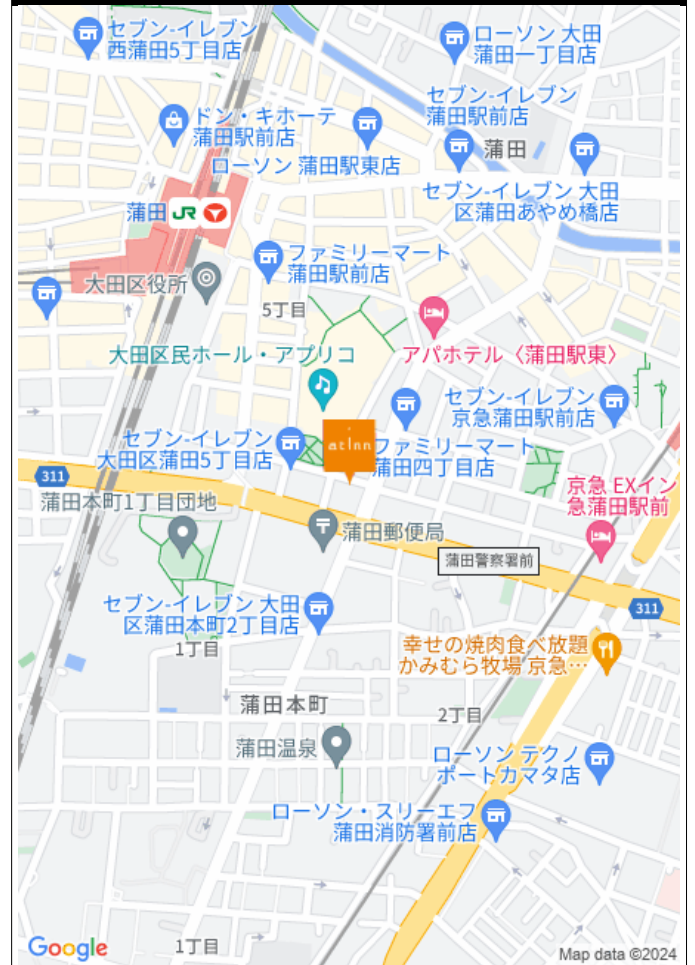 セブン-イレブン
西蒲田5丁目店
ローソン 大田
蒲田一丁目店
セブン-イレブン
蒲田駅前店
ドン・キホーテ
蒲田駅前店
ローソン 蒲田駅東店
蒲田
セブン-イレブン 大田
区蒲田あやめ橋店
蒲田 JR
ファミリーマート
蒲田駅前店
大田区役所
5丁目
大田区民ホール・アプリコ
アパホテル〈蒲田駅東〉
セブン-イレブン
京急蒲田駅前店
セブン-イレブン
大田区蒲田5丁目店
at inn
ファミリーマート
蒲田四丁目店
311
京急 EXイン
急蒲田駅前
蒲田本町1丁目団地
蒲田郵便局
蒲田警察署前
セブン-イレブン 大田
区蒲田本町2丁目店
311
1丁目
幸せの焼肉食べ放題
かみむら牧場 京急…
蒲田本町
2丁目
蒲田温泉
ローソン テクノ
ポートカマタ店
ローソン・スリーエフ
蒲田消防署前店
Google
1丁目
Map data ©2024